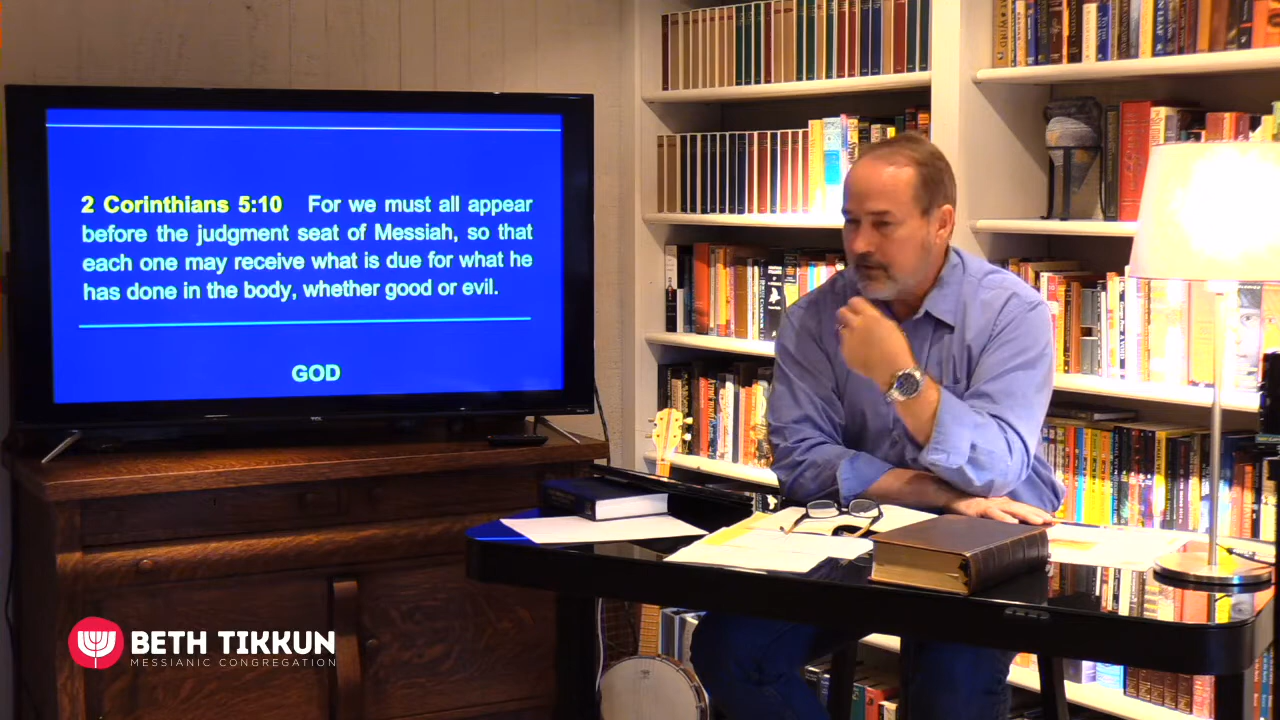 2 Corinthians 5:10 For we must all appear
before the judgment seat of Messiah, so that
each one may receive what is due for what he
has done in the body, whether good or evil.
GOD
TCL
BETH TIKKUN
MESSIANIC CONGREGATION